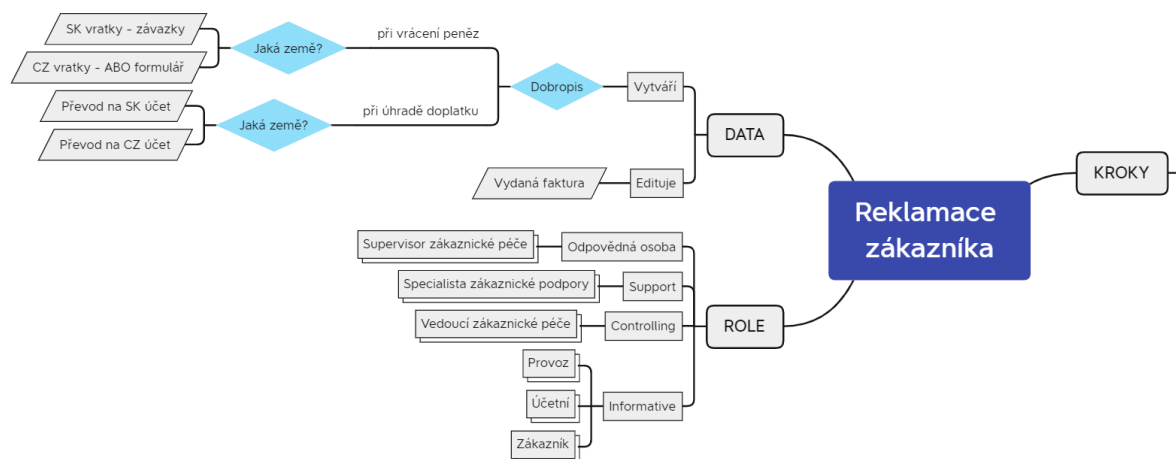 SK vratky - závazky
CZ vratky - ABO formulář
Jaká země?
při vrácení peněz
Převod na SK účet
Převod na CZ účet
Jaká země?
při úhradě doplatku
Dobropis
Vytváří
Vydaná faktura
Edituje
DATA
Supervisor zákaznické péče
Odpovědná osoba
Specialista zákaznické podpory
Support
Vedoucí zákaznické péče
Controlling
Provoz
Účetní
Zákazník
Informative
ROLE
Reklamace
zákazníka
KROKY